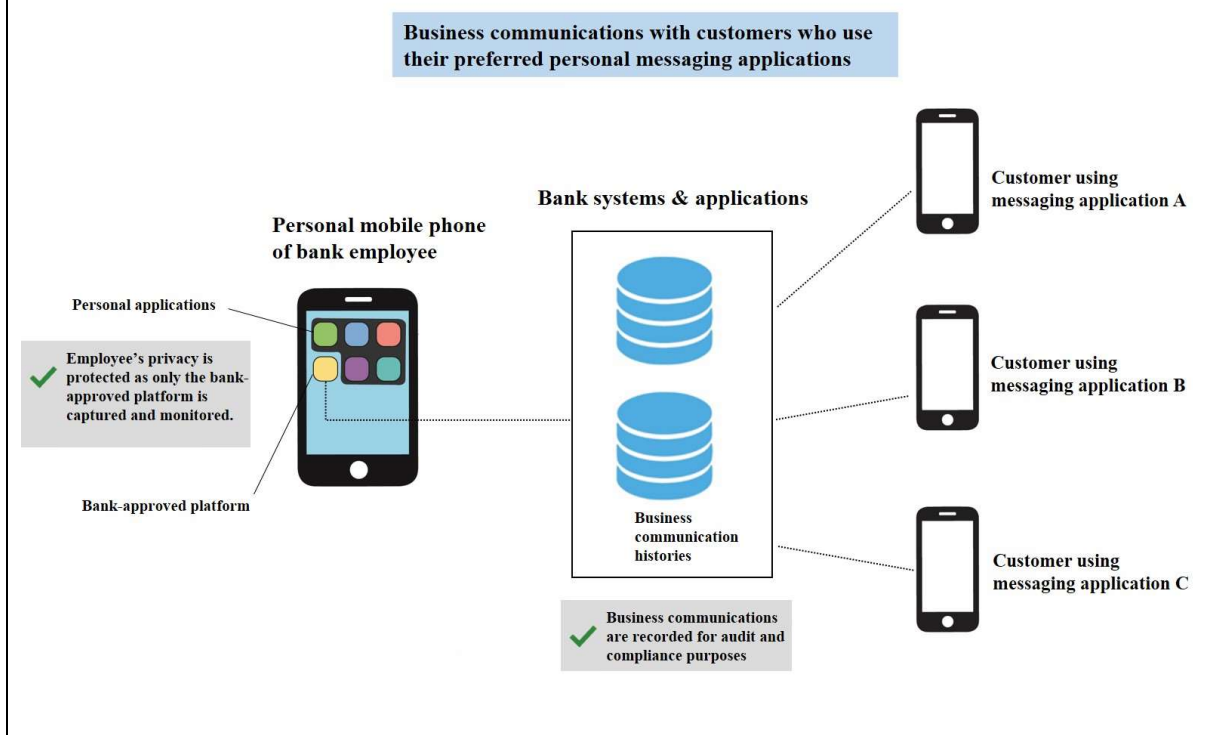 Business communications with customers who use
their preferred personal messaging applications
Customer using
messaging application A
Bank systems & applications
Personal mobile phone
of bank employee
Personal applications
Employee’s privacy is
protected as only the bank-
approved platform is
captured and monitored.
Customer using
messaging application B
Bank-approved platform
Business
communication
histories
Customer using
messaging application C
Business communications
are recorded for audit and
compliance purposes